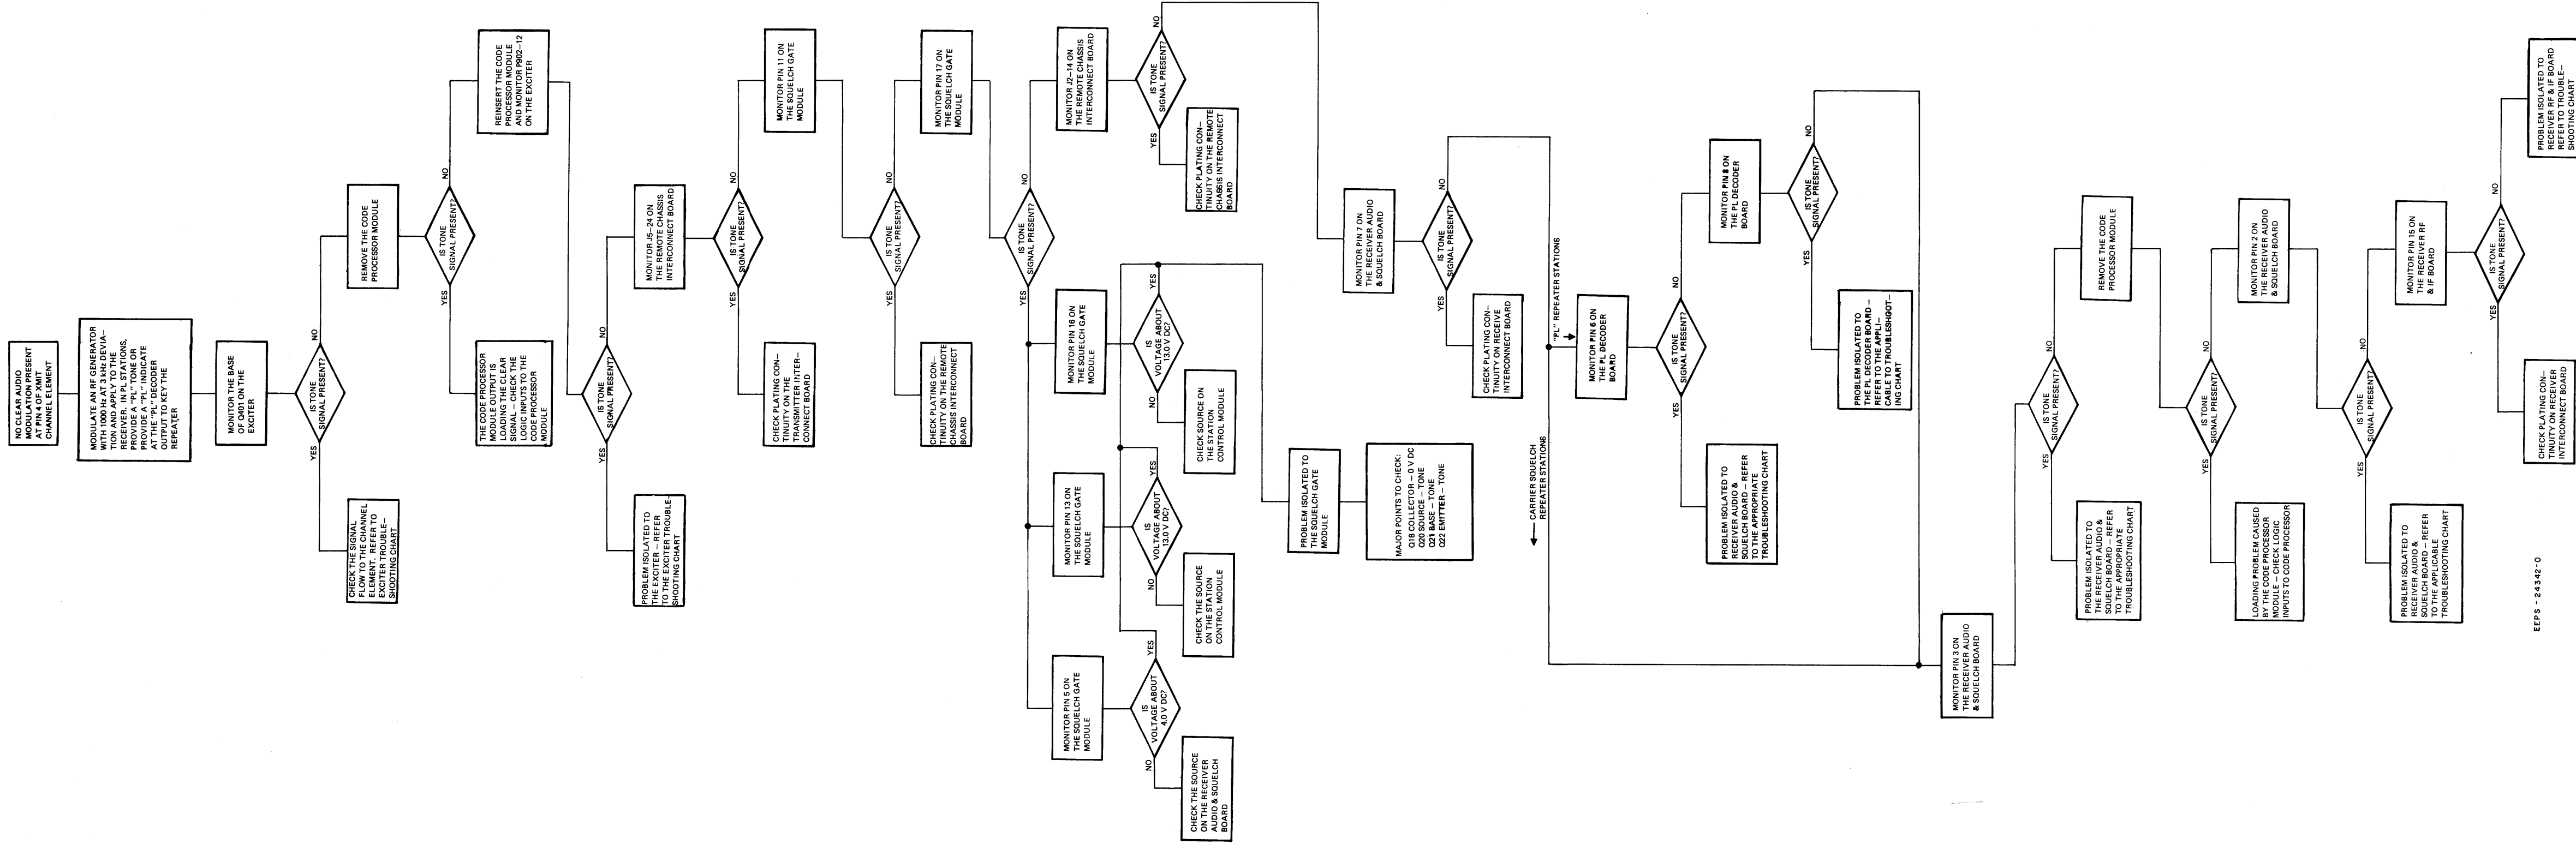 NO CLEAR AUDIO
MODULATION PRESENT
AT PIN 4 OF XMIT
CHANNEL ELEMENT
MODULATE AN RF GENERATOR
WITH 1000 Hz AT 3 kHz DEVIA–
TION AND APPLY TO THE
RECEIVER. IN PL STATIONS,
PROVIDE A "PL" TONE OR
PROVIDE A "PL" INDICATE
AT THE "PL" DECODER
OUTPUT TO KEY THE
REPEATER
MONITOR THE BASE
OF Q401 ON THE
EXCITER
IS TONE
SIGNAL PRESENT?
YES
NO
CHECK THE SIGNAL
FLOW TO THE CHANNEL
ELEMENT. REFER TO
EXCITER TROUBLE–
SHOOTING CHART
REMOVE THE CODE
PROCESSOR MODULE
IS TONE
SIGNAL PRESENT?
YES
NO
THE CODE PROCESSOR
MODULE OUTPUT IS
LOADING THE CLEAR
SIGNAL – CHECK THE
LOGIC INPUTS TO THE
CODE PROCESSOR
MODULE
REINSERT THE CODE
PROCESSOR MODULE
AND MONITOR P902–12
ON THE EXCITER
IS TONE
SIGNAL PRESENT?
YES
NO
PROBLEM ISOLATED TO
THE EXCITER – REFER
TO THE EXCITER TROUBLE–
SHOOTING CHART
MONITOR J5–24 ON
THE REMOTE CHASSIS
INTERCONNECT BOARD
IS TONE
SIGNAL PRESENT?
YES
NO
CHECK PLATING CON–
TINUITY ON THE
TRANSMITTER INTER–
CONNECT BOARD
MONITOR PIN 11 ON
THE SQUELCH GATE
MODULE
IS TONE
SIGNAL PRESENT?
YES
NO
CHECK PLATING CON–
TINUITY ON THE REMOTE
CHASSIS INTERCONNECT
BOARD
MONITOR PIN 17 ON
THE SQUELCH GATE
MODULE
IS TONE
SIGNAL PRESENT?
YES
NO
MONITOR PIN 5 ON
THE SQUELCH GATE
MODULE
MONITOR PIN 13 ON
THE SQUELCH GATE
MODULE
MONITOR PIN 16 ON
THE SQUELCH GATE
MODULE
MONITOR J2–14 ON
THE REMOTE CHASSIS
INTERCONNECT BOARD
IS
VOLTAGE ABOUT
4.0 V DC?
NO
YES
IS
VOLTAGE ABOUT
13.0 V DC?
NO
YES
IS
VOLTAGE ABOUT
13.0 V DC?
NO
YES
IS TONE
SIGNAL PRESENT?
YES
NO
CHECK THE SOURCE
ON THE RECEIVER
AUDIO & SQUELCH
BOARD
CHECK THE SOURCE
ON THE STATION
CONTROL MODULE
CHECK SOURCE ON
THE STATION
CONTROL MODULE
CHECK PLATING CON–
TINUITY ON THE REMOTE
CHASSIS INTERCONNECT
BOARD
PROBLEM ISOLATED TO
THE SQUELCH GATE
MODULE
MAJOR POINTS TO CHECK:
Q18 COLLECTOR – 0 V DC
Q20 SOURCE – TONE
Q21 BASE – TONE
Q22 EMITTER – TONE
MONITOR PIN 7 ON
THE RECEIVER AUDIO
& SQUELCH BOARD
IS TONE
SIGNAL PRESENT?
YES
NO
CHECK PLATING CON–
TINUITY ON RECEIVE
INTERCONNECT BOARD
CARRIER SQUELCH
REPEATER STATIONS
"PL" REPEATER STATIONS
MONITOR PIN 6 ON
THE PL DECODER
BOARD
IS TONE
SIGNAL PRESENT?
YES
NO
PROBLEM ISOLATED TO
RECEIVER AUDIO &
SQUELCH BOARD – REFER
TO THE APPROPRIATE
TROUBLESHOOTING CHART
MONITOR PIN 8 ON
THE PL DECODER
BOARD
IS TONE
SIGNAL PRESENT?
YES
NO
PROBLEM ISOLATED TO
THE PL DECODER BOARD –
REFER TO THE APPLI–
CABLE TO TROUBLESHOOT–
ING CHART
MONITOR PIN 3 ON
THE RECEIVER AUDIO
& SQUELCH BOARD
IS TONE
SIGNAL PRESENT?
YES
NO
PROBLEM ISOLATED TO
THE RECEIVER AUDIO &
SQUELCH BOARD – REFER
TO THE APPROPRIATE
TROUBLESHOOTING CHART
REMOVE THE CODE
PROCESSOR MODULE
IS TONE
SIGNAL PRESENT?
YES
NO
LOADING PROBLEM CAUSED
BY THE CODE PROCESSOR
MODULE – CHECK LOGIC
INPUTS TO CODE PROCESSOR
MONITOR PIN 2 ON
THE RECEIVER AUDIO
& SQUELCH BOARD
IS TONE
SIGNAL PRESENT?
YES
NO
PROBLEM ISOLATED TO
RECEIVER AUDIO &
SQUELCH BOARD – REFER
TO THE APPLICABLE
TROUBLESHOOTING CHART
MONITOR PIN 15 ON
THE RECEIVER RF
& IF BOARD
IS TONE
SIGNAL PRESENT?
YES
NO
CHECK PLATING CON–
TINUITY ON RECEIVER
INTERCONNECT BOARD
PROBLEM ISOLATED TO
RECEIVER RF & IF BOARD
REFER TO TROUBLE–
SHOOTING CHART
EEPS - 24342-O